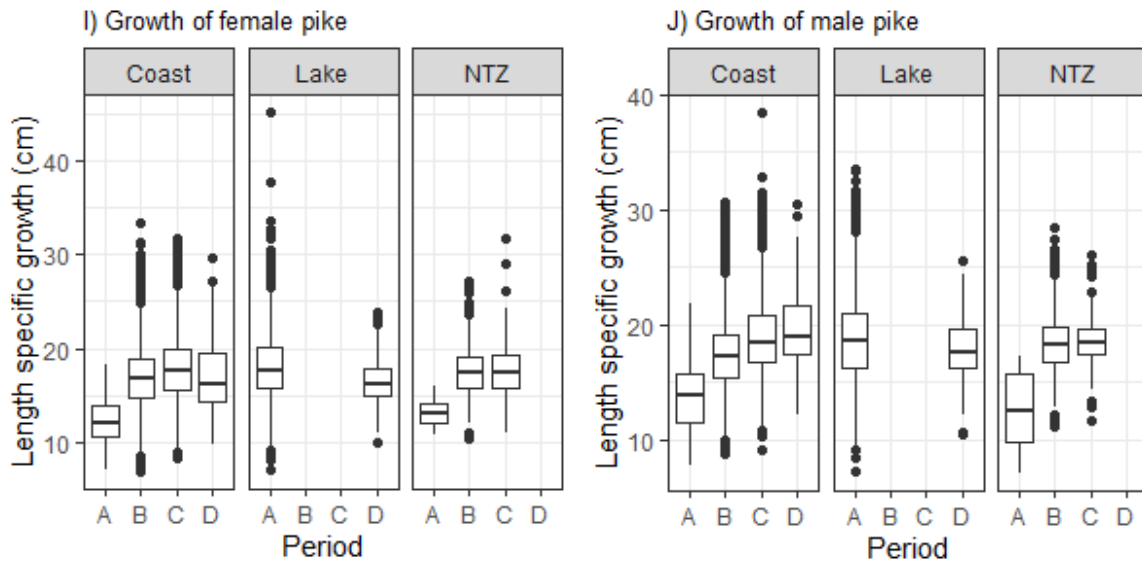 I) Growth of female pike
Coast Lake NTZ
Length specific growth (cm)
40
30
20
10
A B C D A B C D A B C D
Period
J) Growth of male pike
Coast Lake NTZ
Length specific growth (cm)
40
30
20
10
A B C D A B C D A B C D
Period